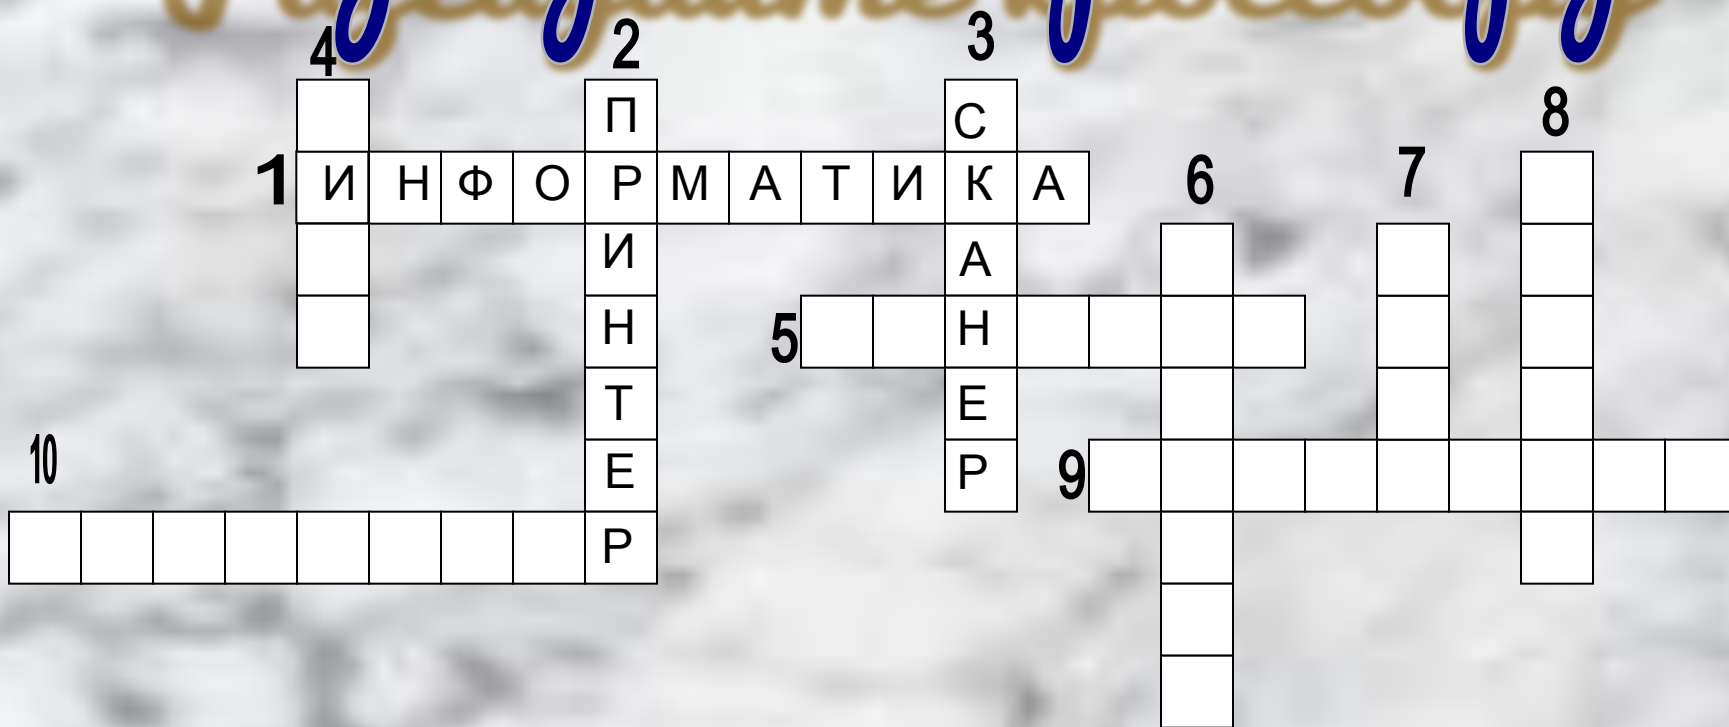 4 2 3
8
П С
1 И Н Ф О Р М А Т И К А 6 7
И А
5 Н Н
Т Е
10 Е Р 9
Р